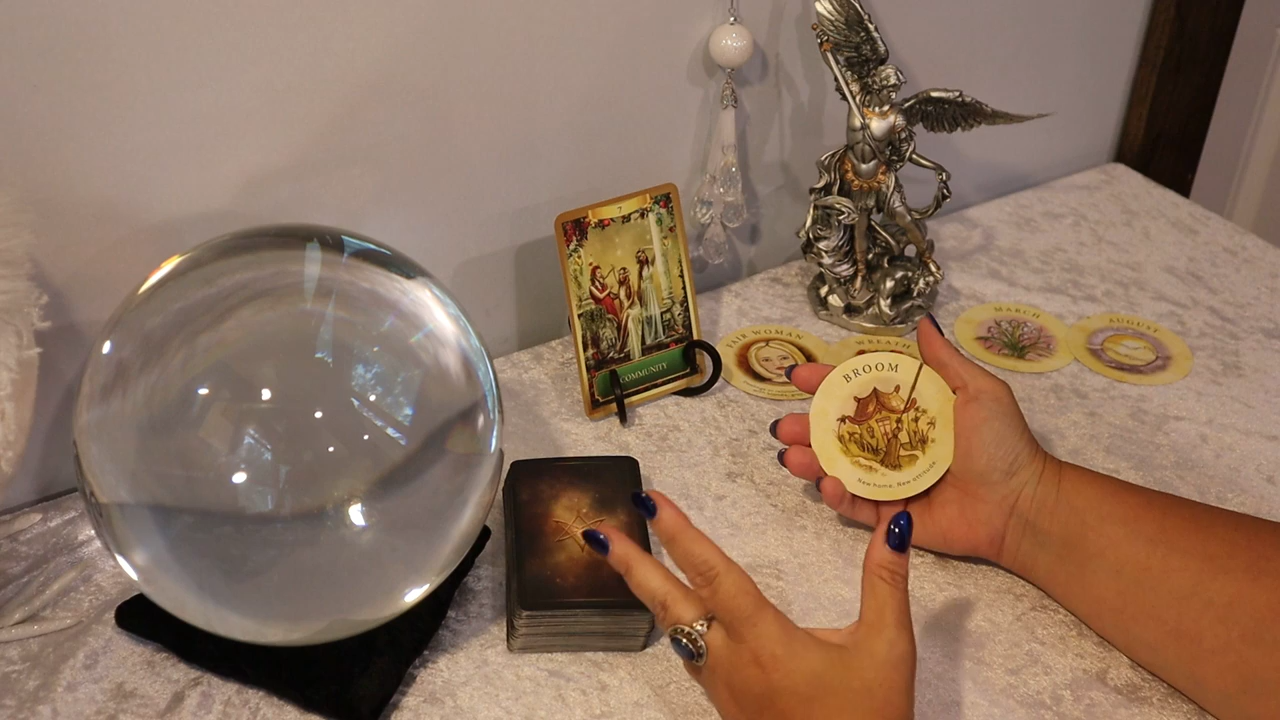 7
COMMUNITY
FAIR WOMAN
WREATH
MARCH
AUGUST
BROOM
New home. New attitude